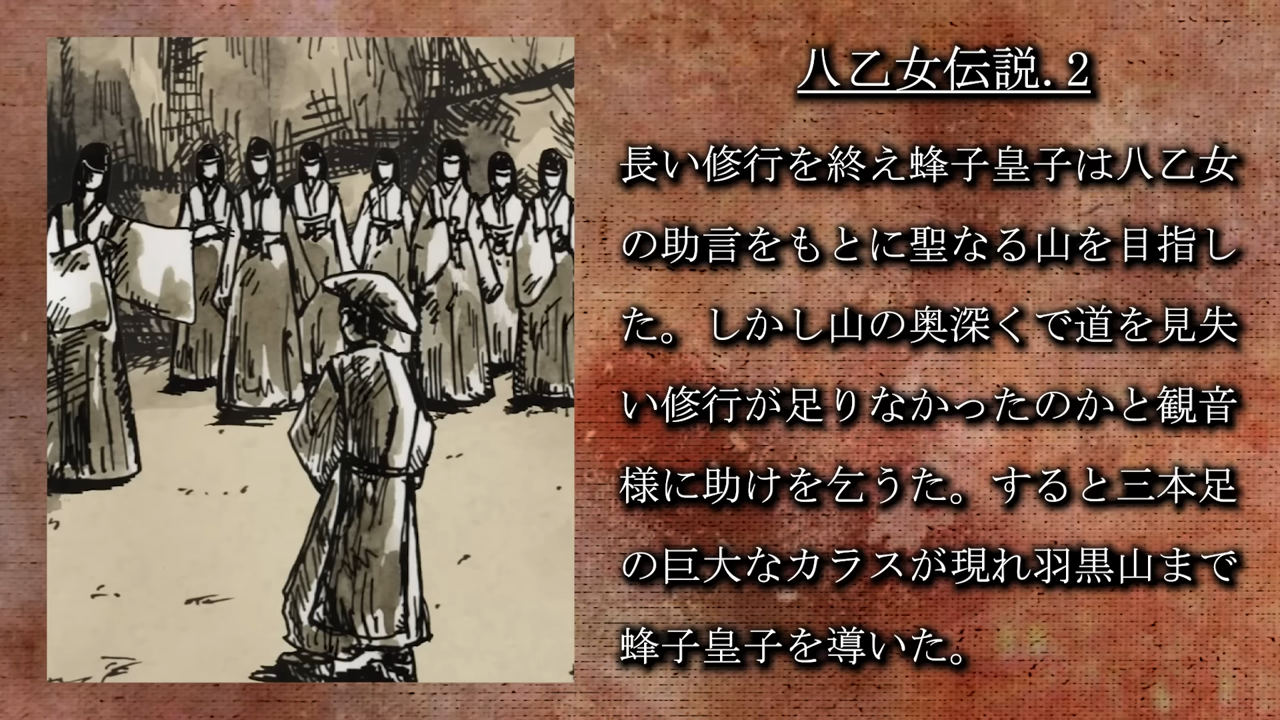 八乙女伝説.2
長い修行を終え蜂子皇子は八乙女
の助言をもとに聖なる山を目指し
た。しかし山の奥深くで道を見失
い修行が足りなかったのかと観音
様に助けを乞うた。すると三本足
の巨大なカラスが現れ羽黒山まで
蜂子皇子を導いた。